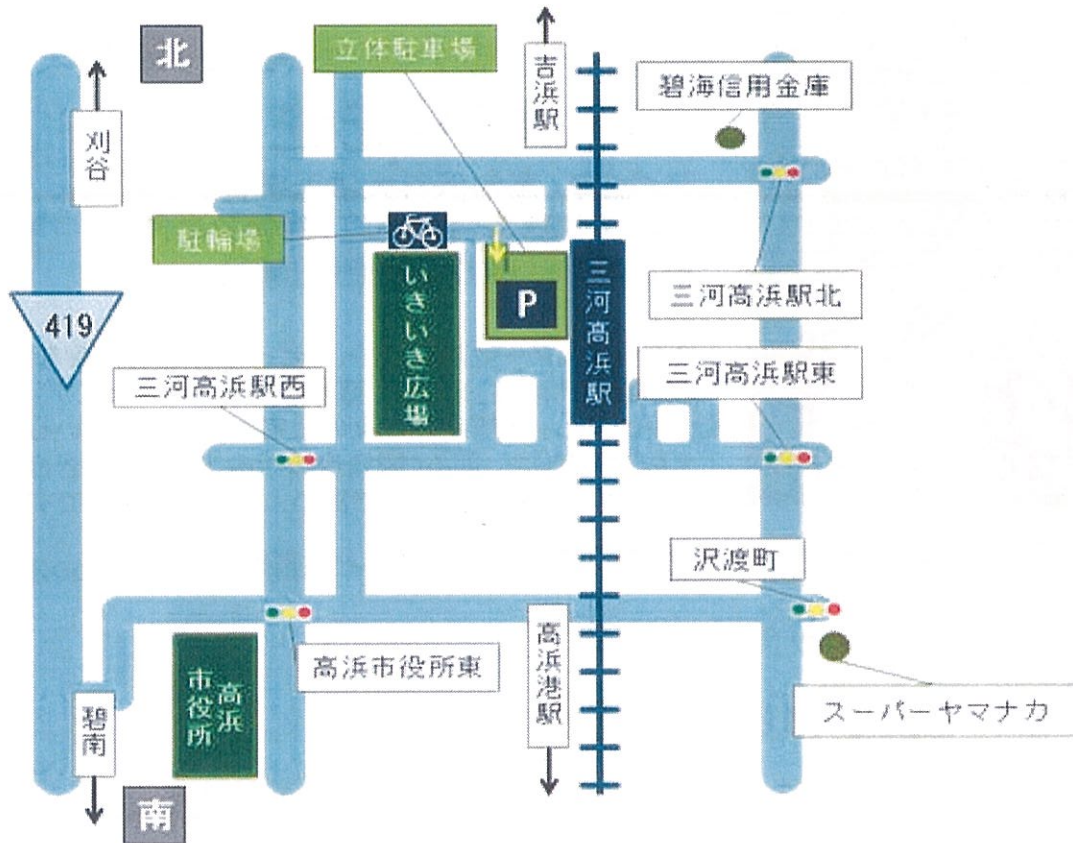 北
立体駐車場
吉浜駅
碧海信用金庫
刈谷
駐輪場
いきいき広場
P
三河高浜駅
三河高浜駅北
419
三河高浜駅西
三河高浜駅東
沢渡町
高浜
市役所
高浜市役所東
高浜港駅
スーパーヤマナカ
碧南
南